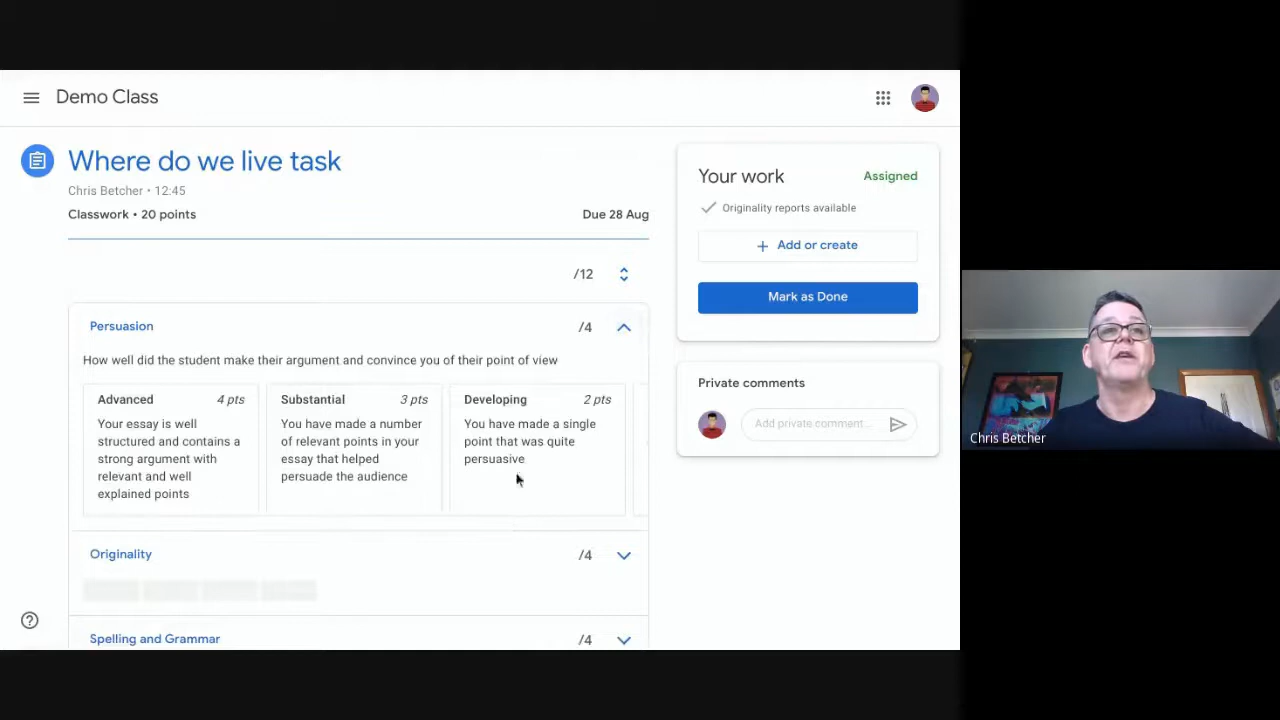 Demo Class
Where do we live task
Chris Betcher • 12:45
Classwork • 20 points
Due 28 Aug
/12
Persuasion
/4
How well did the student make their argument and convince you of their point of view
Advanced 4 pts
Your essay is well
structured and contains a
strong argument with
relevant and well
explained points
Substantial 3 pts
You have made a number
of relevant points in your
essay that helped
persuade the audience
Developing 2 pts
You have made a single
point that was quite
persuasive
Originality
/4
Spelling and Grammar
/4
Your work
Assigned
Originality reports available
+ Add or create
Mark as Done
Private comments
Add private comment...
Chris Betcher